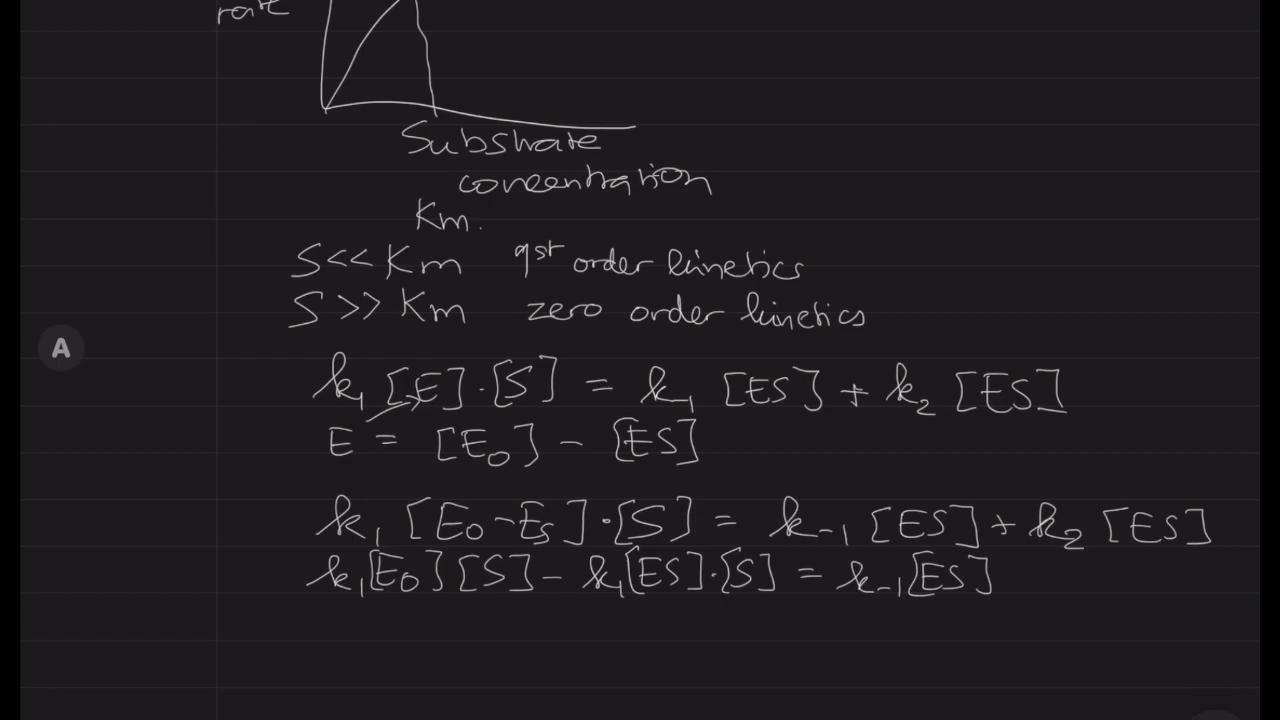 rate
Substrate
concentration
Km.
S<< Km 1st order kinetics
S >> Km zero order kinetics
A
k₁ [E]·[S] = k₁ [ES] + k₂ [ES]
E = [E₀] - [ES]
k₁ [E₀-Es]·[S] = k₋₁ [ES] + k₂ [ES]
k₁[E₀][S] - k₁[ES]·[S] = k₋₁[ES]